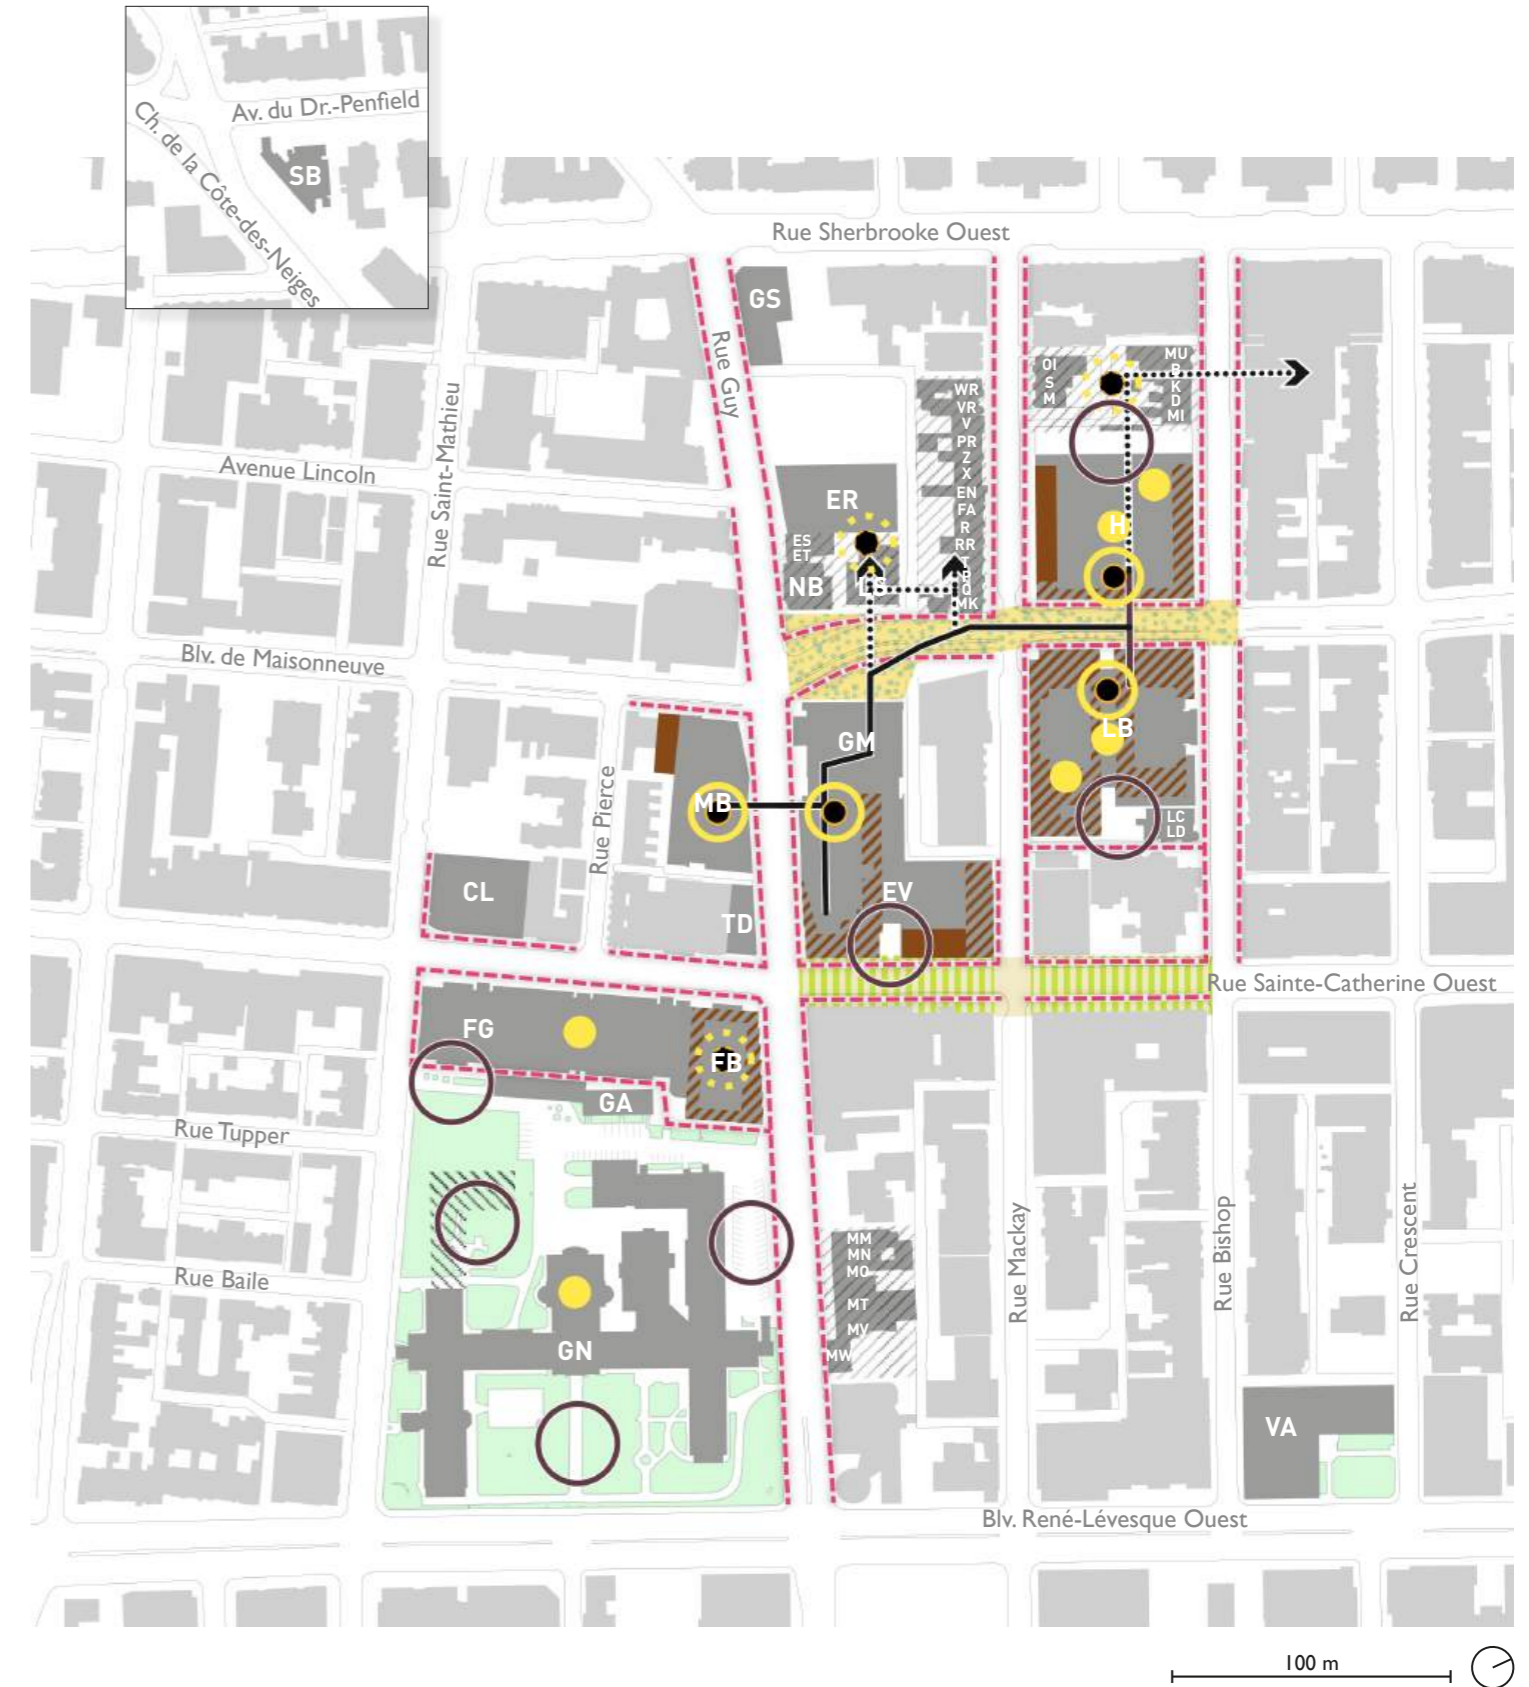 Av. du Dr.-Penfield
Ch. de la Côte-des-Neiges
SB
Rue Sherbrooke Ouest
GS
Rue Guy
OI
S
M
MU
B
K
D
MI
WR
VR
V
PR
Z
X
EN
FA
R
RR
T
P
Q
MK
Rue Saint-Mathieu
Avenue Lincoln
ER
ES
ET
NB
LS
H
Blv. de Maisonneuve
GM
LB
MB
LC
LD
Rue Pierce
CL
TD
EV
Rue Sainte-Catherine Ouest
FG
FB
GA
Rue Tupper
Rue Baile
MM
MN
MO
MT
MV
MW
Rue Mackay
Rue Bishop
Rue Crescent
GN
VA
Blv. René-Lévesque Ouest
100 m